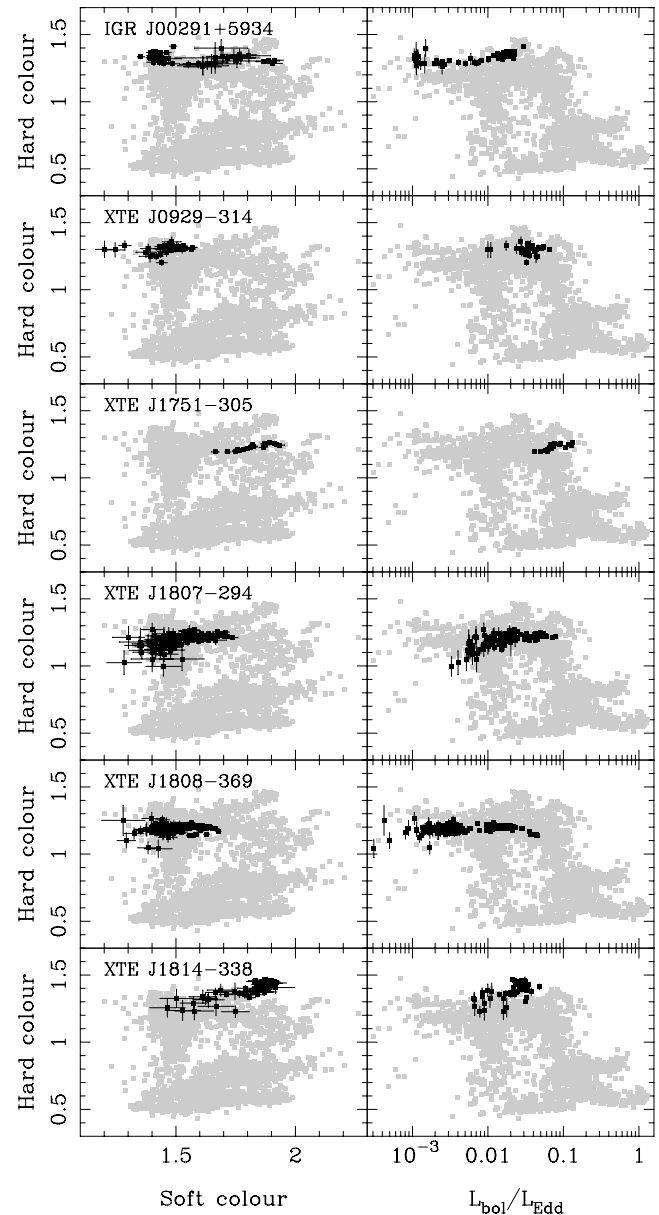 IGR J00291+5934
Hard colour
0.5 1 1.5
XTE J0929-314
Hard colour
0.5 1 1.5
XTE J1751-305
Hard colour
0.5 1 1.5
XTE J1807-294
Hard colour
0.5 1 1.5
XTE J1808-369
Hard colour
0.5 1 1.5
XTE J1814-338
Hard colour
0.5 1 1.5
1.5 2
10⁻³ 0.01 0.1 1
Soft colour
L_bol/L_Edd